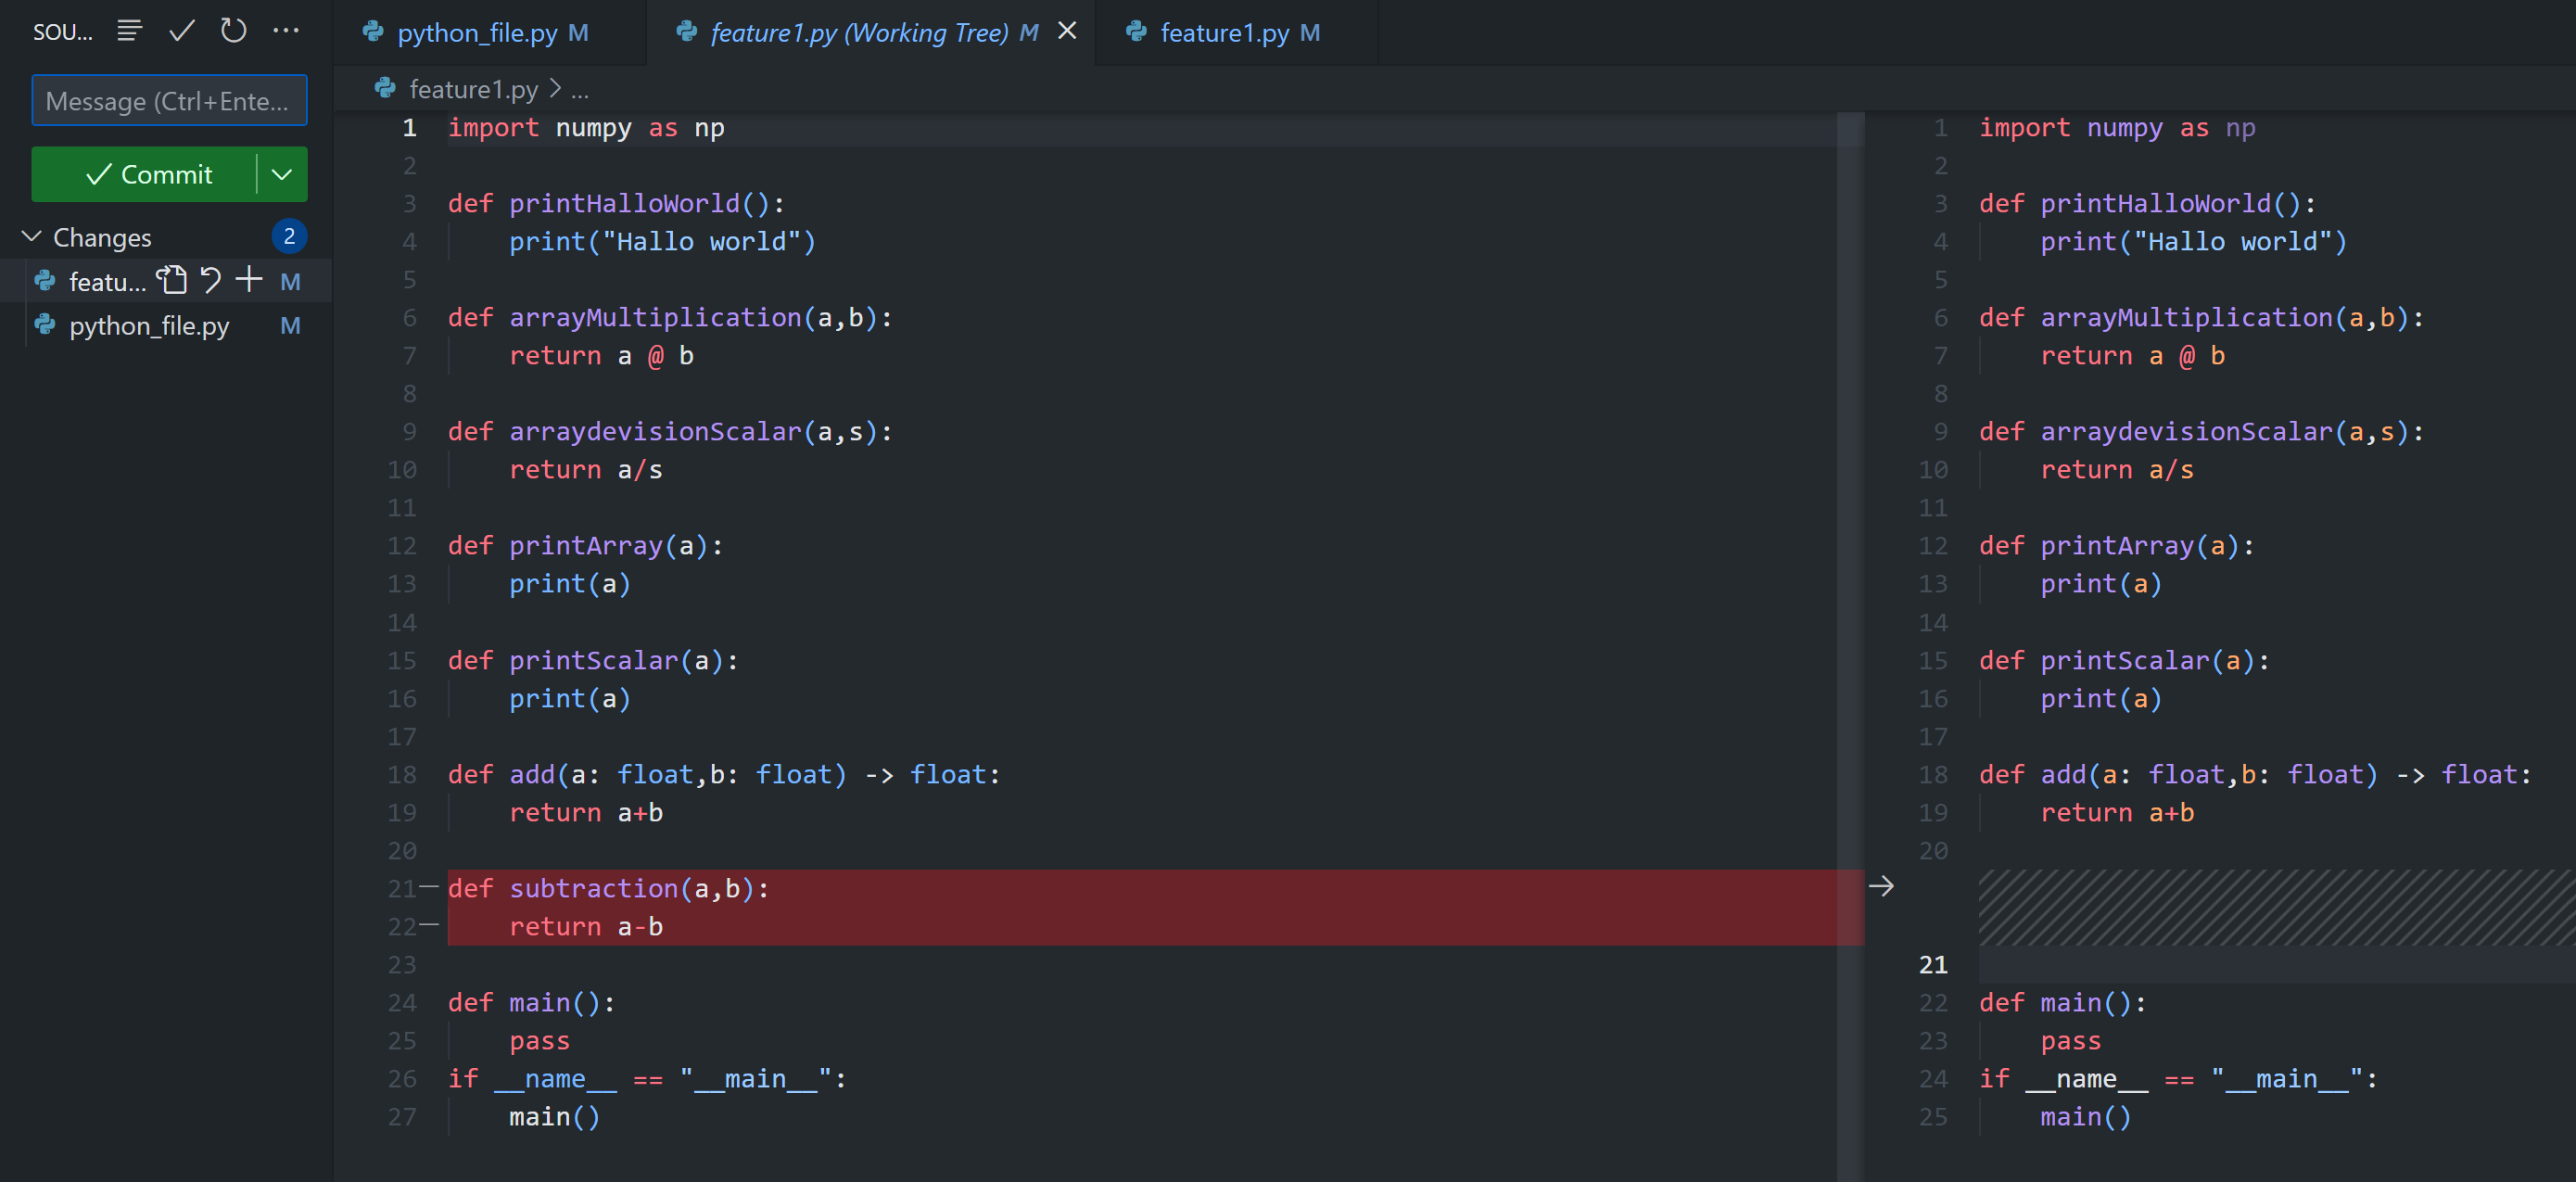 SOU...
python_file.py M
feature1.py (Working Tree) M
feature1.py M
Message (Ctrl+Ente...
Commit
Changes 2
featu... M
python_file.py M
feature1.py > ...
1 import numpy as np
2
3 def printHalloWorld():
4     print("Hallo world")
5
6 def arrayMultiplication(a,b):
7     return a @ b
8
9 def arraydevisionScalar(a,s):
10     return a/s
11
12 def printArray(a):
13     print(a)
14
15 def printScalar(a):
16     print(a)
17
18 def add(a: float,b: float) -> float:
19     return a+b
20
21— def subtraction(a,b):
22—     return a-b
23
24 def main():
25     pass
26 if __name__ == "__main__":
27     main()
1 import numpy as np
2
3 def printHalloWorld():
4     print("Hallo world")
5
6 def arrayMultiplication(a,b):
7     return a @ b
8
9 def arraydevisionScalar(a,s):
10     return a/s
11
12 def printArray(a):
13     print(a)
14
15 def printScalar(a):
16     print(a)
17
18 def add(a: float,b: float) -> float:
19     return a+b
20
21
22 def main():
23     pass
24 if __name__ == "__main__":
25     main()